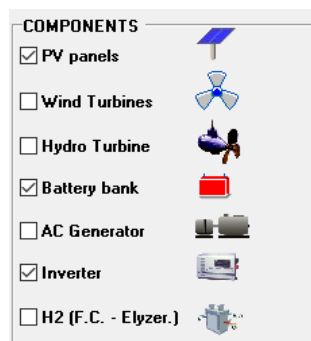 COMPONENTS
PV panels
Wind Turbines
Hydro Turbine
Battery bank
AC Generator
Inverter
H2 (F.C. - Elyzer.)